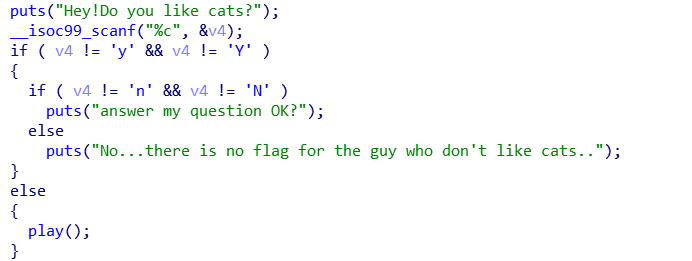 puts("Hey!Do you like cats?");
__isoc99_scanf("%c", &v4);
if ( v4 != 'y' && v4 != 'Y' )
{
  if ( v4 != 'n' && v4 != 'N' )
    puts("answer my question OK?");
  else
    puts("No...there is no flag for the guy who don't like cats..");
}
else
{
  play();
}